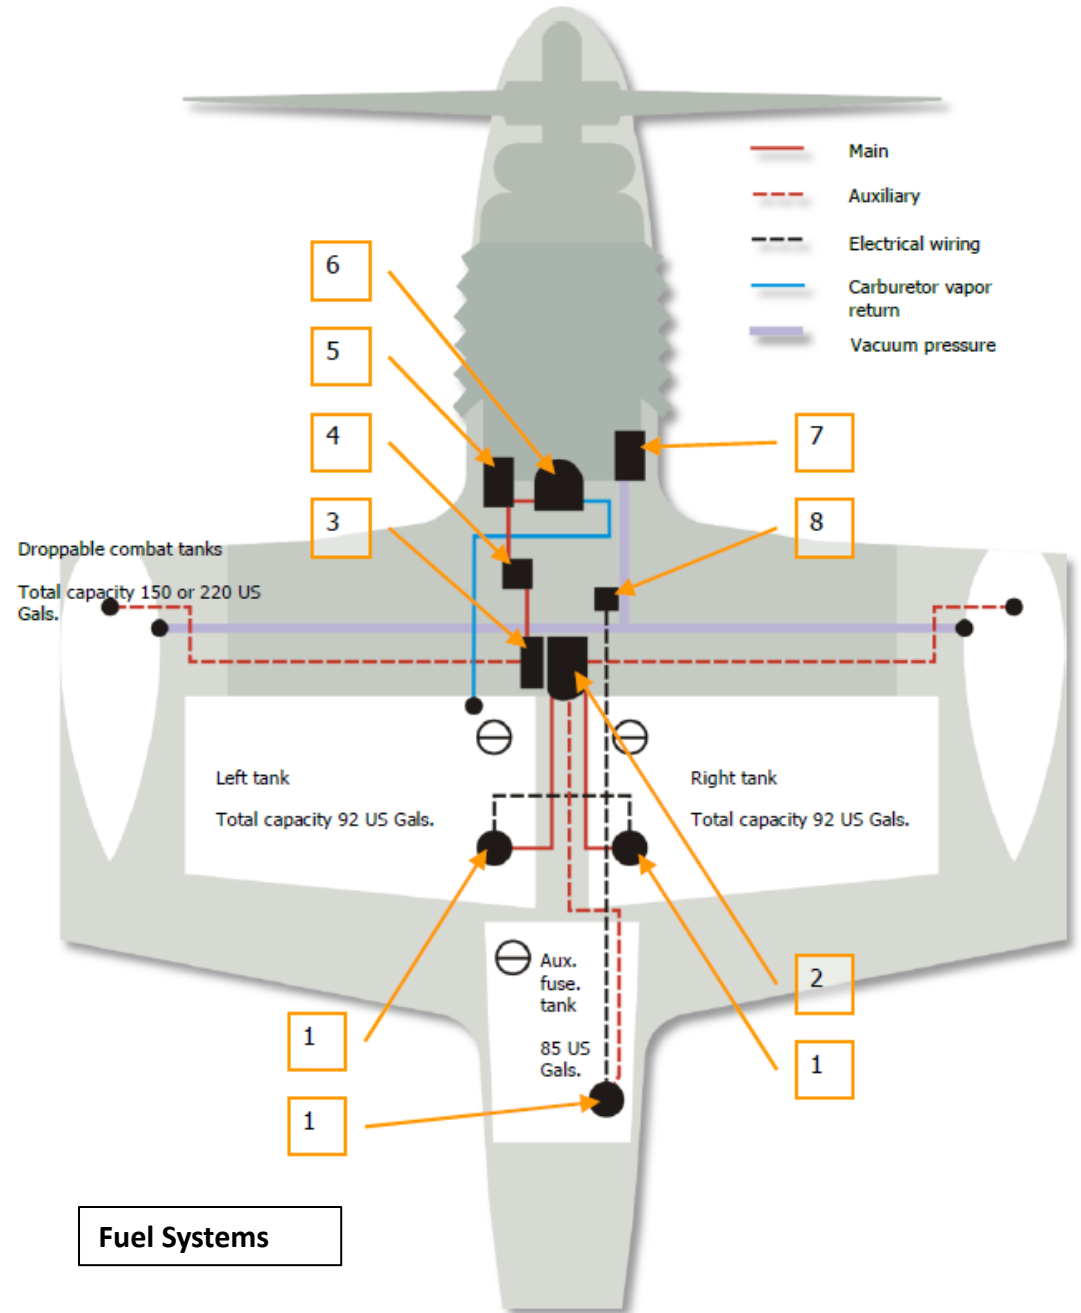 Main
Auxiliary
Electrical wiring
Carburetor vapor
return
Vacuum pressure
6
5
4
3
7
8
Droppable combat tanks
Total capacity 150 or 220 US
Gals.
Left tank
Total capacity 92 US Gals.
Right tank
Total capacity 92 US Gals.
Aux.
fuse.
tank
85 US
Gals.
2
1
1
1
Fuel Systems